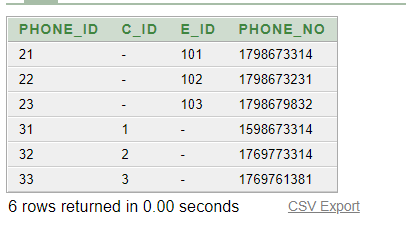 PHONE_ID C_ID E_ID PHONE_NO
21 - 101 1798673314
22 - 102 1798673231
23 - 103 1798679832
31 1 - 1598673314
32 2 - 1769773314
33 3 - 1769761381
6 rows returned in 0.00 seconds CSV Export